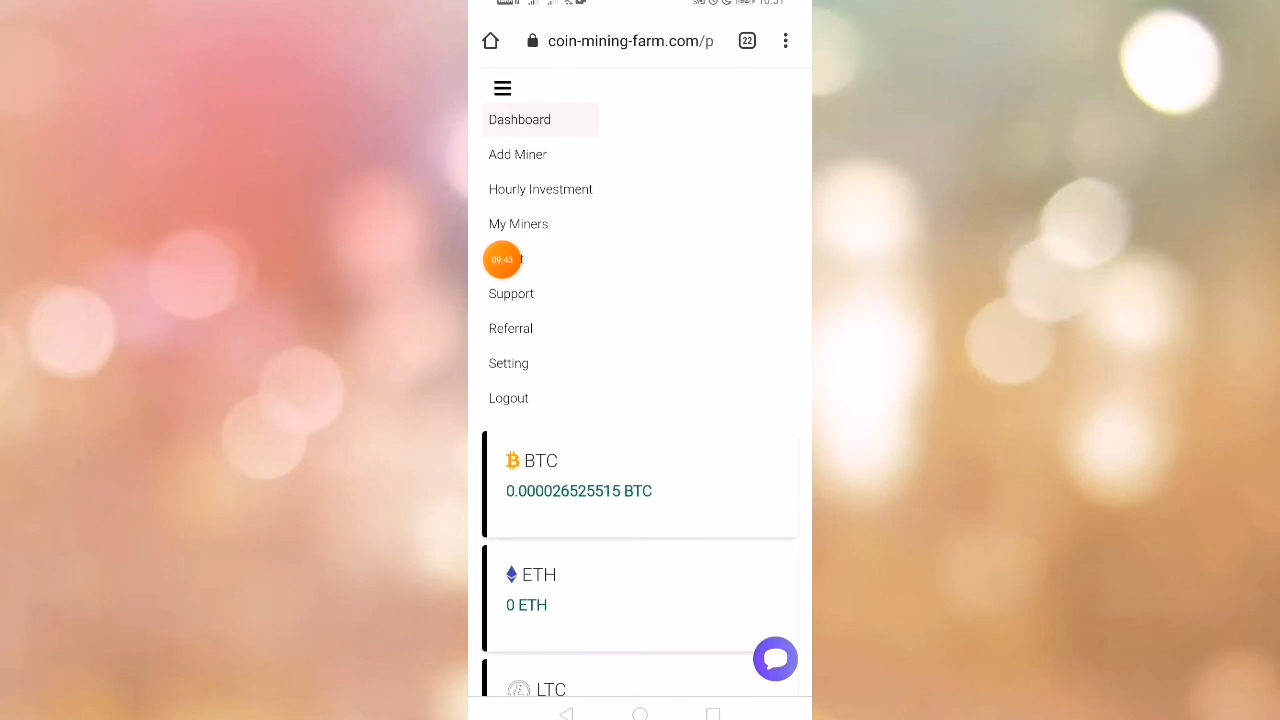 coin-mining-farm.com/p
22
Dashboard
Add Miner
Hourly Investment
My Miners
09:43
Support
Referral
Setting
Logout
BTC
0.000026525515 BTC
ETH
0 ETH
LTC